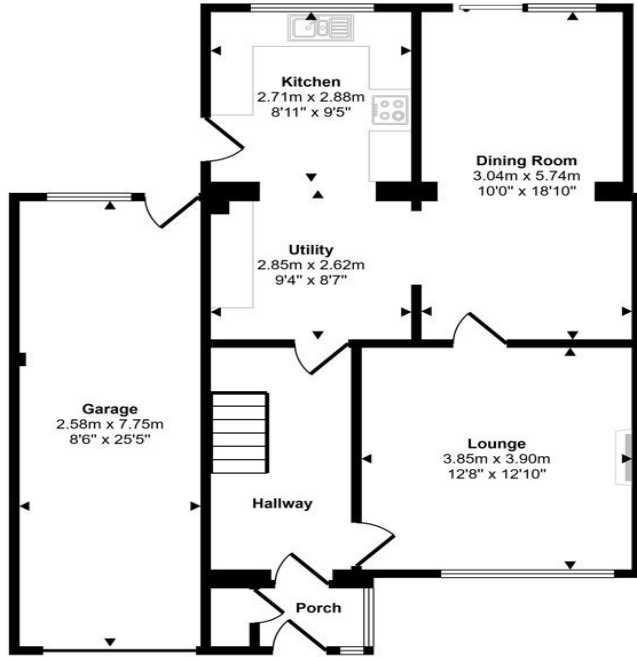 Kitchen
2.71m x 2.88m
8'11" x 9'5"
Dining Room
3.04m x 5.74m
10'0" x 18'10"
Utility
2.85m x 2.62m
9'4" x 8'7"
Garage
2.58m x 7.75m
8'6" x 25'5"
Lounge
3.85m x 3.90m
12'8" x 12'10"
Hallway
Porch